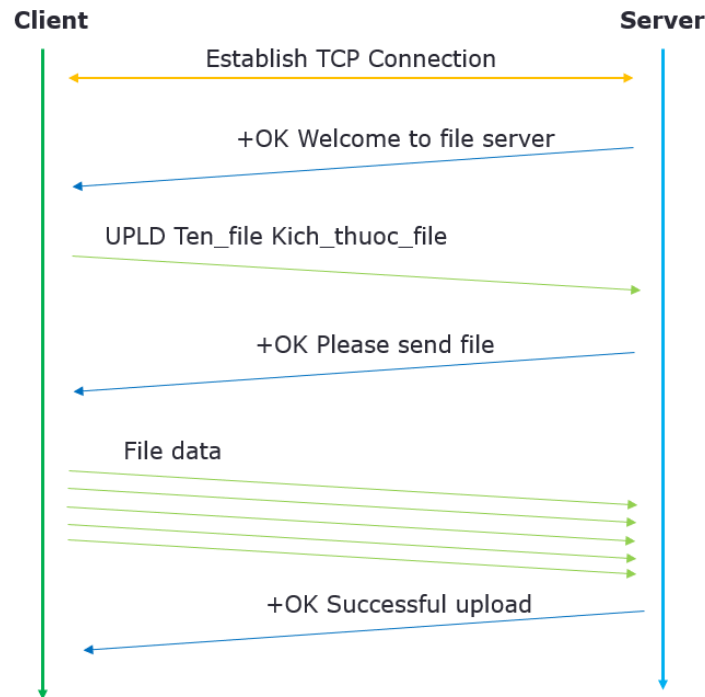 Client
Server
Establish TCP Connection
+OK Welcome to file server
UPLD Ten_file Kich_thuoc_file
+OK Please send file
File data
+OK Successful upload